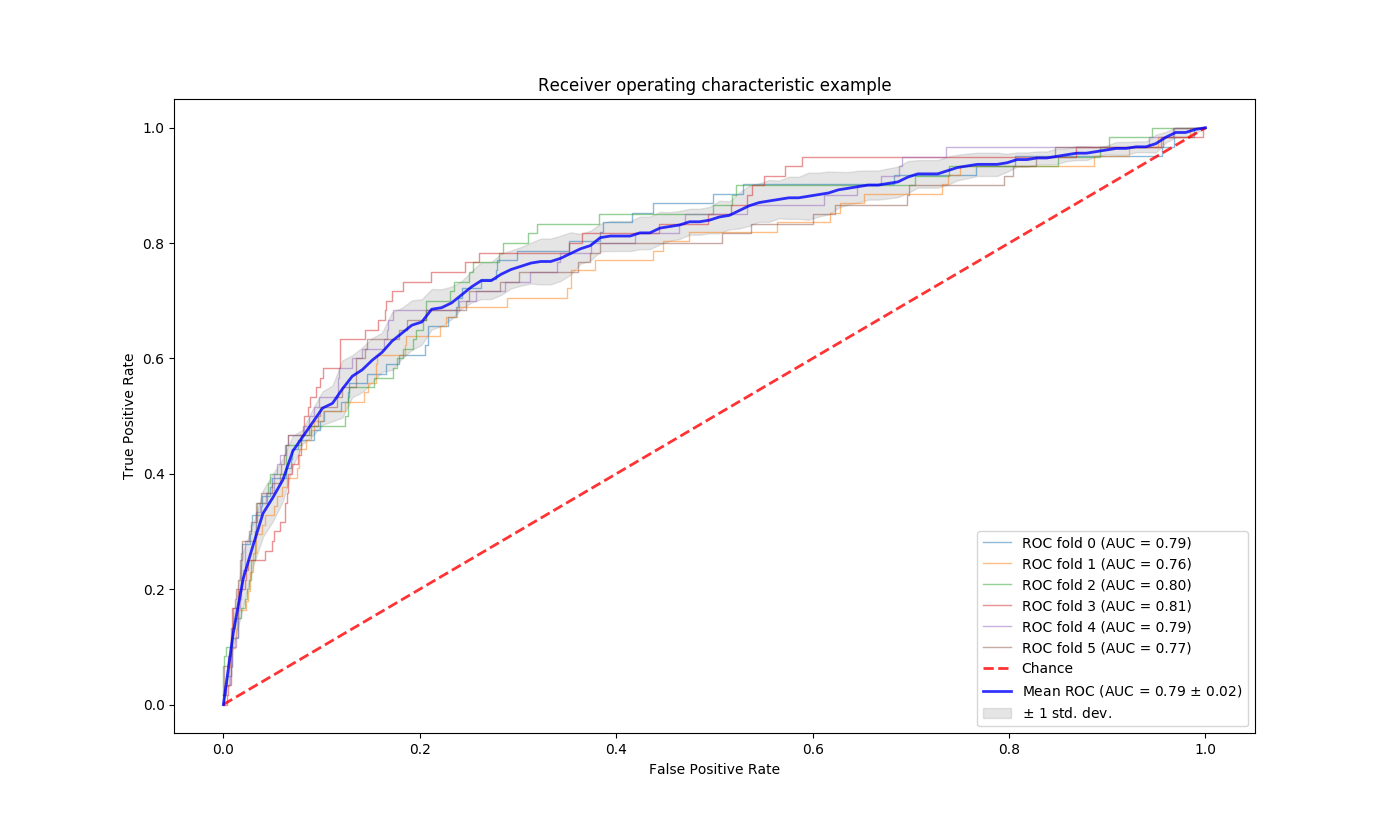 Receiver operating characteristic example
True Positive Rate
1.0
0.8
0.6
0.4
0.2
0.0
ROC fold 0 (AUC = 0.79)
ROC fold 1 (AUC = 0.76)
ROC fold 2 (AUC = 0.80)
ROC fold 3 (AUC = 0.81)
ROC fold 4 (AUC = 0.79)
ROC fold 5 (AUC = 0.77)
Chance
Mean ROC (AUC = 0.79 ± 0.02)
± 1 std. dev.
0.0 0.2 0.4 0.6 0.8 1.0
False Positive Rate